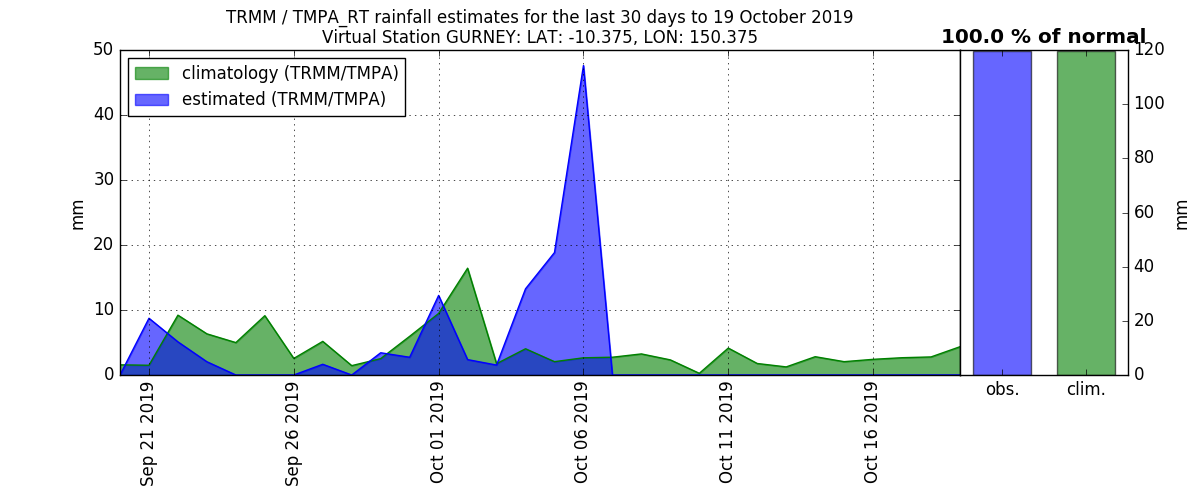 TRMM / TMPA_RT rainfall estimates for the last 30 days to 19 October 2019
Virtual Station GURNEY: LAT: -10.375, LON: 150.375
100.0 % of normal
climatology (TRMM/TMPA)
estimated (TRMM/TMPA)
50
40
30
20
10
0
mm
Sep 21 2019
Sep 26 2019
Oct 01 2019
Oct 06 2019
Oct 11 2019
Oct 16 2019
120
100
80
60
40
20
0
mm
obs.
clim.